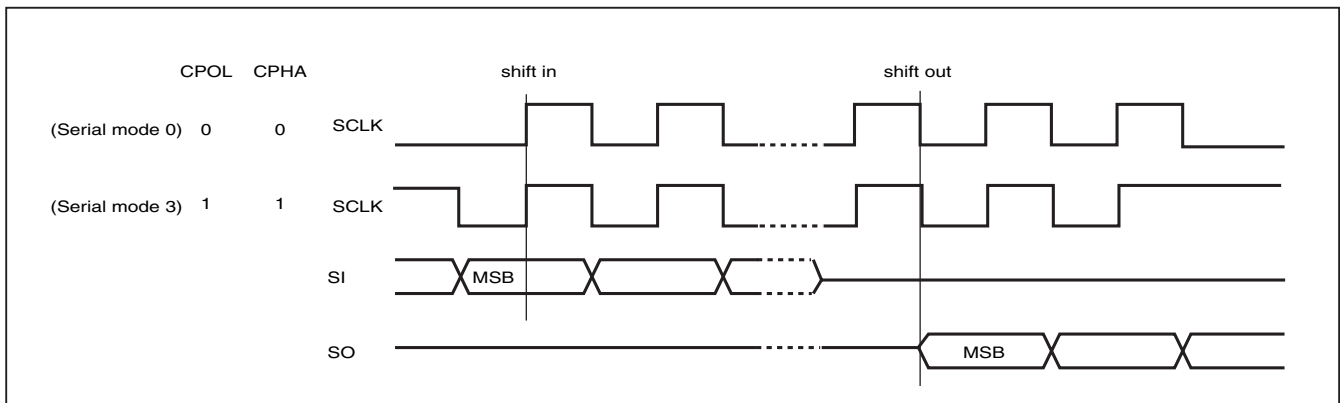 CPOL CPHA shift in shift out
(Serial mode 0) 0 0 SCLK
(Serial mode 3) 1 1 SCLK
SI MSB
SO MSB